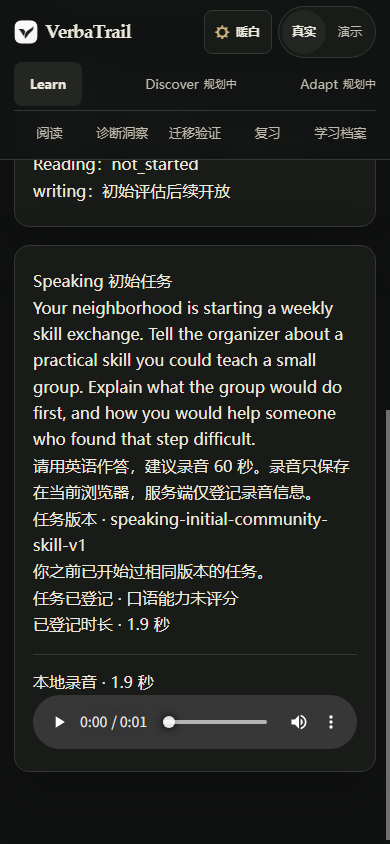 VerbaTrail
暖白
真实
演示
Learn
Discover 规划中
Adapt 规划中
阅读
诊断洞察
迁移验证
复习
学习档案
Reading：not_started
writing：初始评估后续开放
Speaking 初始任务
Your neighborhood is starting a weekly
skill exchange. Tell the organizer about a
practical skill you could teach a small
group. Explain what the group would do
first, and how you would help someone
who found that step difficult.
请用英语作答，建议录音 60 秒。录音只保存
在当前浏览器，服务端仅登记录音信息。
任务版本 · speaking-initial-community-
skill-v1
你之前已开始过相同版本的任务。
任务已登记 · 口语能力未评分
已登记时长 · 1.9 秒
本地录音 · 1.9 秒
0:00 / 0:01